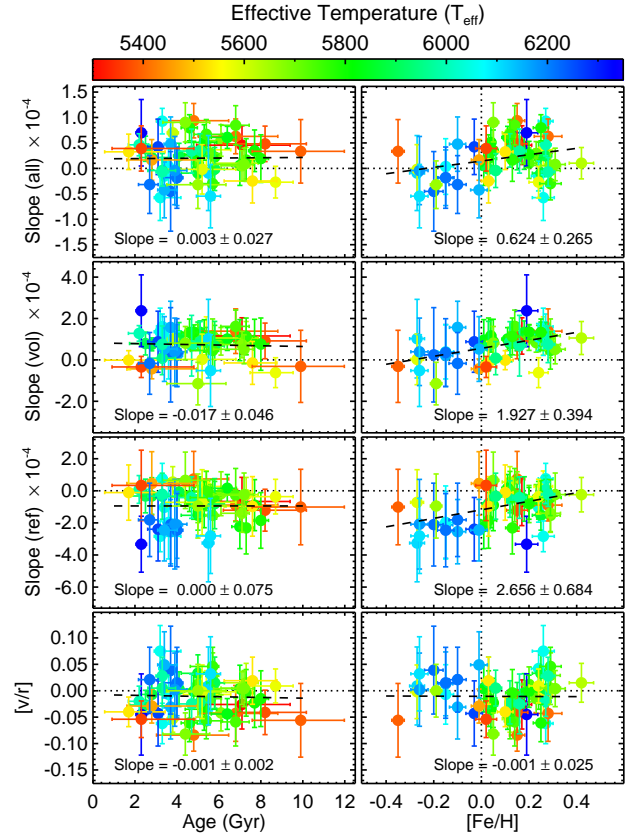 Effective Temperature (Teff)
5400 5600 5800 6000 6200
Slope (all) × 10-4
1.5
1.0
0.5
0.0
-0.5
-1.0
-1.5
Slope = 0.003 ± 0.027
Slope = 0.624 ± 0.265
Slope (vol) × 10-4
4.0
2.0
0.0
-2.0
Slope = -0.017 ± 0.046
Slope = 1.927 ± 0.394
Slope (ref) × 10-4
2.0
0.0
-2.0
-4.0
-6.0
Slope = 0.000 ± 0.075
Slope = 2.656 ± 0.684
[v/r]
0.10
0.05
0.00
-0.05
-0.10
-0.15
Slope = -0.001 ± 0.002
Slope = -0.001 ± 0.025
0 2 4 6 8 10 12
-0.4 -0.2 0.0 0.2 0.4
Age (Gyr)
[Fe/H]